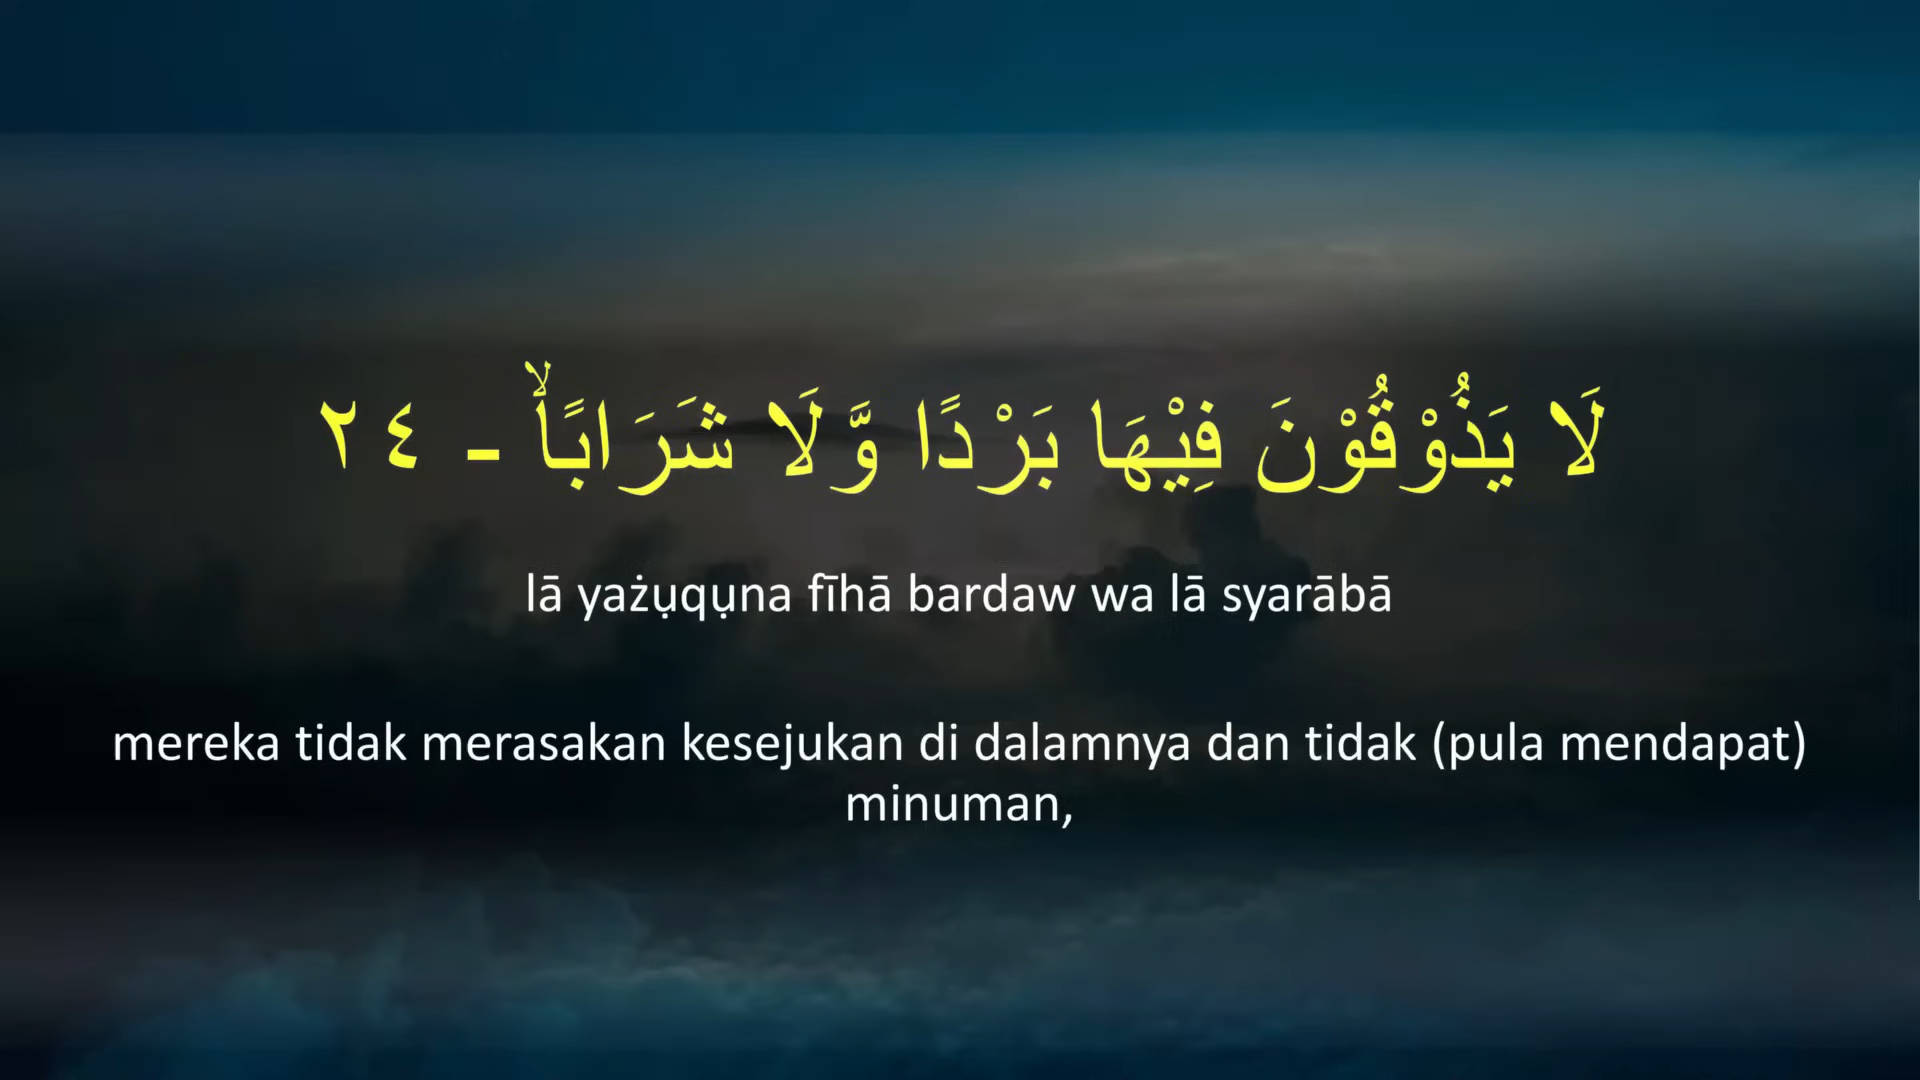 لَا يَذُوْقُوْنَ فِيْهَا بَرْدًا وَّلَا شَرَابًاۙ - ٢٤
lā yażụqụna fīhā bardaw wa lā syarābā
mereka tidak merasakan kesejukan di dalamnya dan tidak (pula mendapat)
minuman,